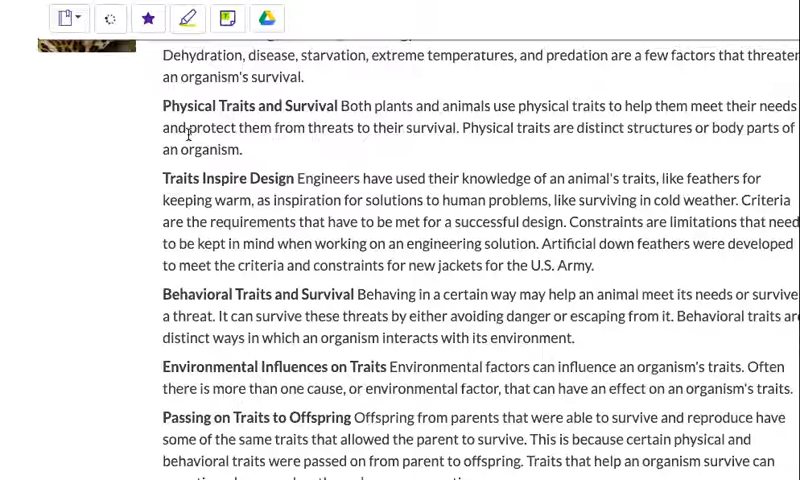 Dehydration, disease, starvation, extreme temperatures, and predation are a few factors that threaten
an organism's survival.
Physical Traits and Survival Both plants and animals use physical traits to help them meet their needs
and protect them from threats to their survival. Physical traits are distinct structures or body parts of
an organism.
Traits Inspire Design Engineers have used their knowledge of an animal's traits, like feathers for
keeping warm, as inspiration for solutions to human problems, like surviving in cold weather. Criteria
are the requirements that have to be met for a successful design. Constraints are limitations that need
to be kept in mind when working on an engineering solution. Artificial down feathers were developed
to meet the criteria and constraints for new jackets for the U.S. Army.
Behavioral Traits and Survival Behaving in a certain way may help an animal meet its needs or survive
a threat. It can survive these threats by either avoiding danger or escaping from it. Behavioral traits are
distinct ways in which an organism interacts with its environment.
Environmental Influences on Traits Environmental factors can influence an organism's traits. Often
there is more than one cause, or environmental factor, that can have an effect on an organism's traits.
Passing on Traits to Offspring Offspring from parents that were able to survive and reproduce have
some of the same traits that allowed the parent to survive. This is because certain physical and
behavioral traits were passed on from parent to offspring. Traits that help an organism survive can